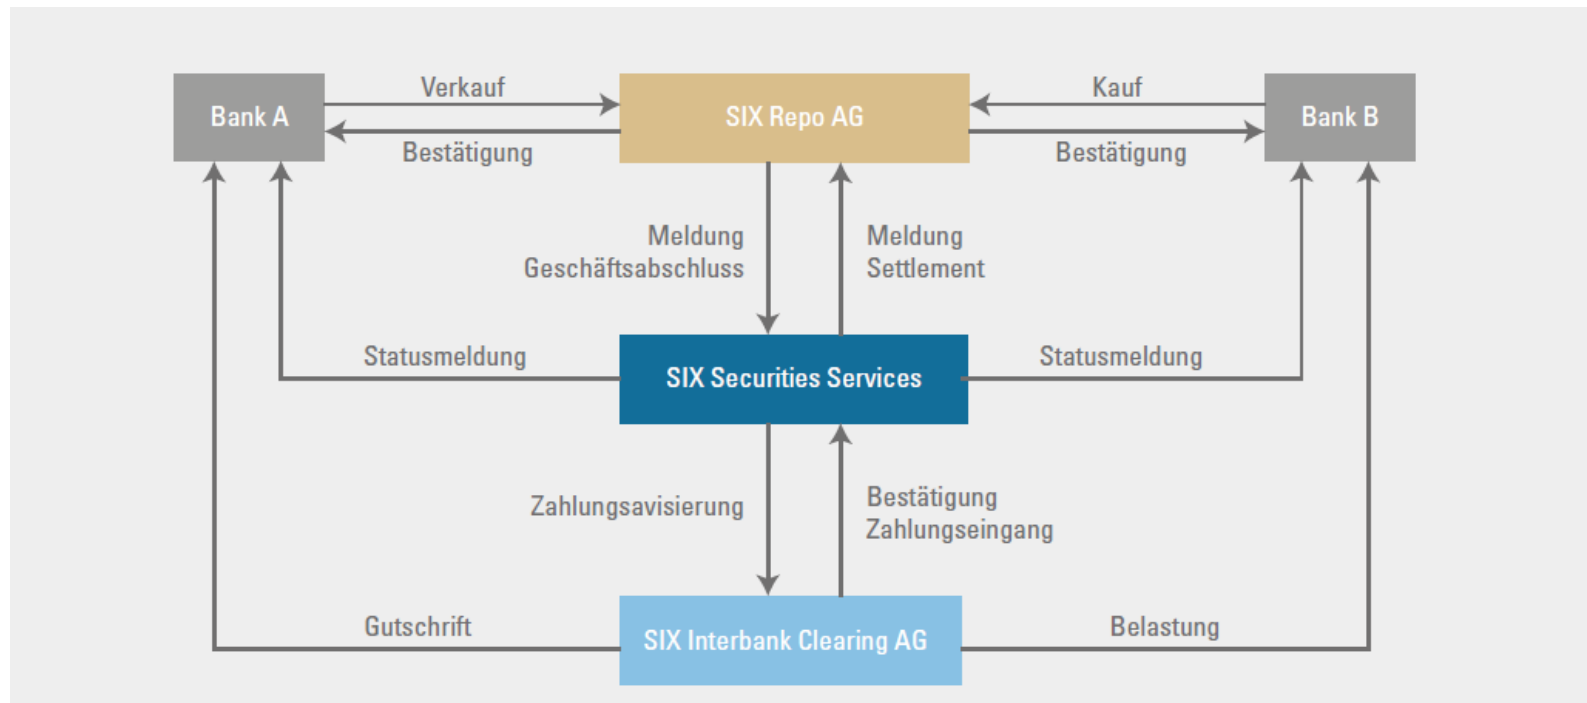 Verkauf
Kauf
Bank A
SIX Repo AG
Bank B
Bestätigung
Bestätigung
Meldung
Geschäftsabschluss
Meldung
Settlement
Statusmeldung
SIX Securities Services
Statusmeldung
Zahlungsavisierung
Bestätigung
Zahlungseingang
Gutschrift
SIX Interbank Clearing AG
Belastung